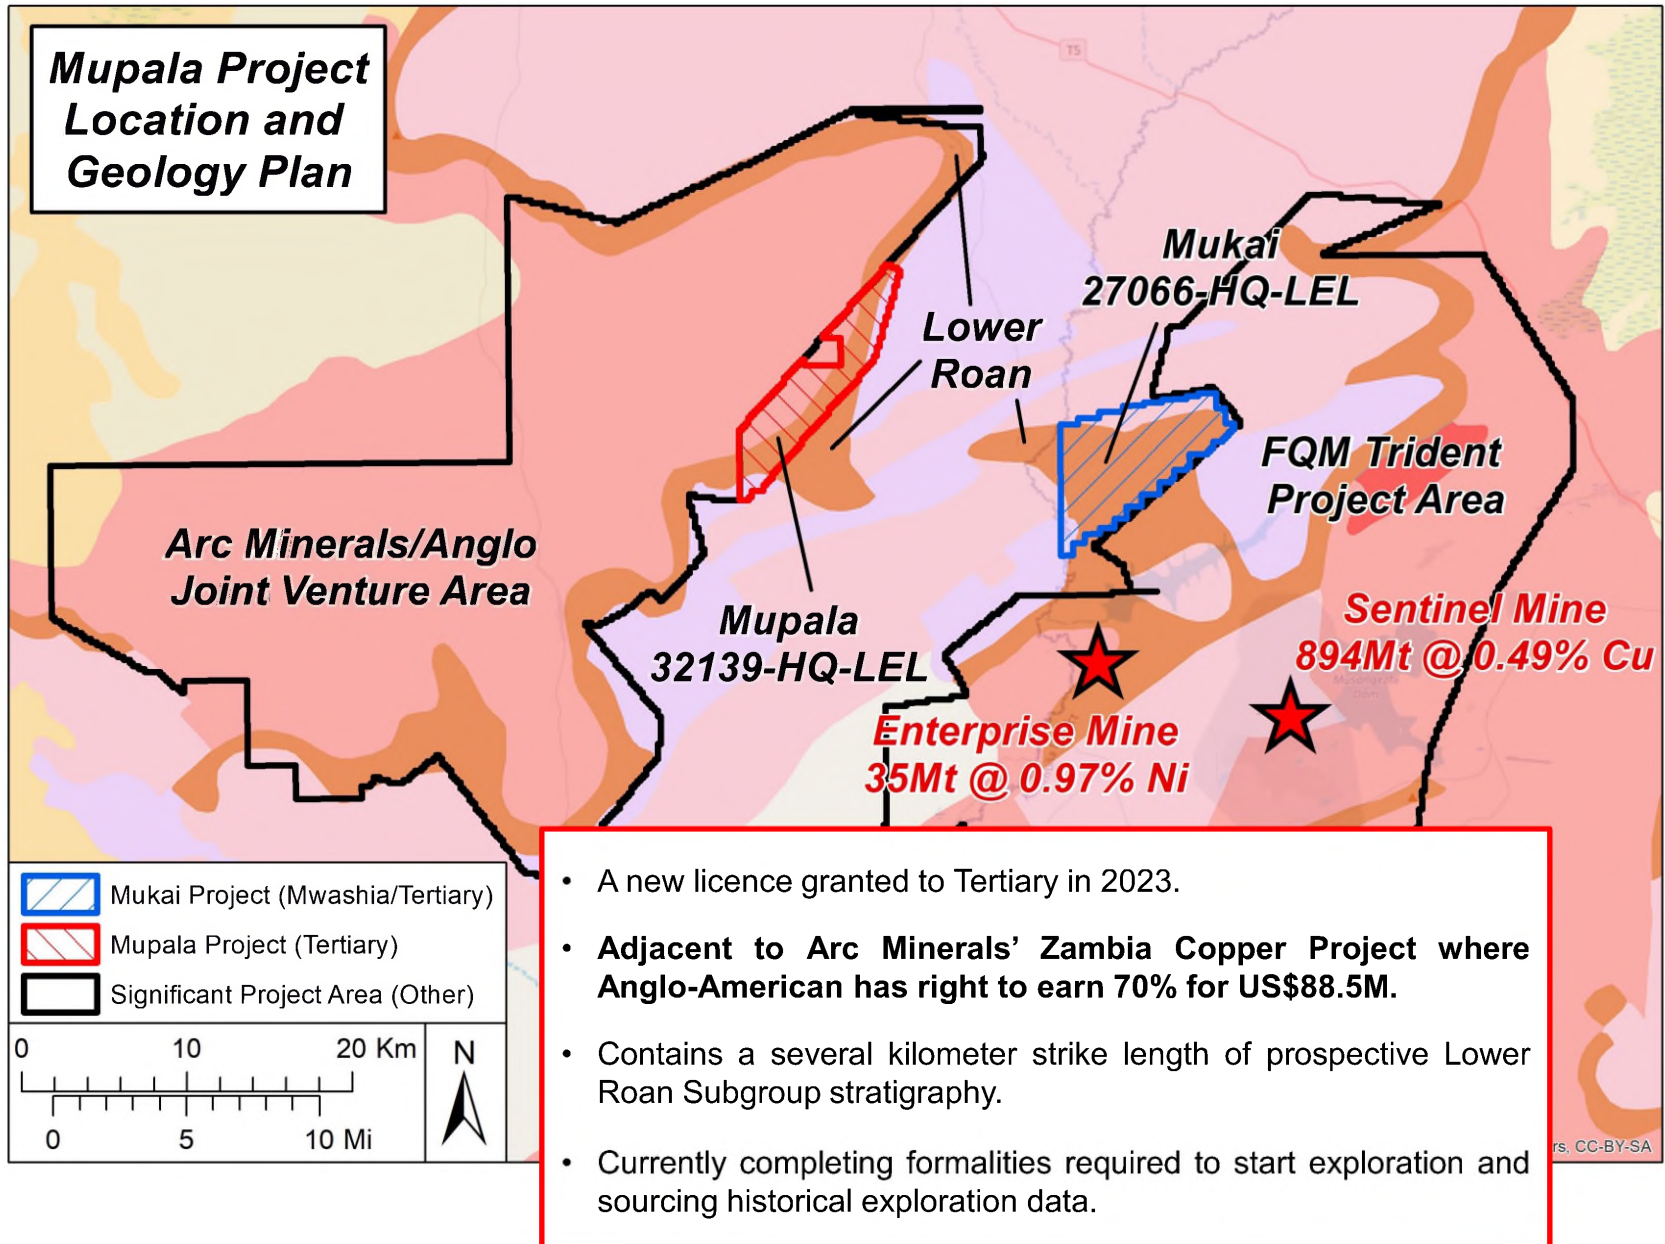 Mupala Project
Location and
Geology Plan
T5
Mukai
27066-HQ-LEL
Lower
Roan
FQM Trident
Project Area
Arc Minerals/Anglo
Joint Venture Area
Mupala
32139-HQ-LEL
Sentinel Mine
894Mt @ 0.49% Cu
Musangezhi
Dam
Enterprise Mine
35Mt @ 0.97% Ni
Mukai Project (Mwashia/Tertiary)
Mupala Project (Tertiary)
Significant Project Area (Other)
0 10 20 Km
N
0 5 10 Mi
• A new licence granted to Tertiary in 2023.
• Adjacent to Arc Minerals’ Zambia Copper Project where
Anglo-American has right to earn 70% for US$88.5M.
• Contains a several kilometer strike length of prospective Lower
Roan Subgroup stratigraphy.
• Currently completing formalities required to start exploration and
sourcing historical exploration data.
rs, CC-BY-SA